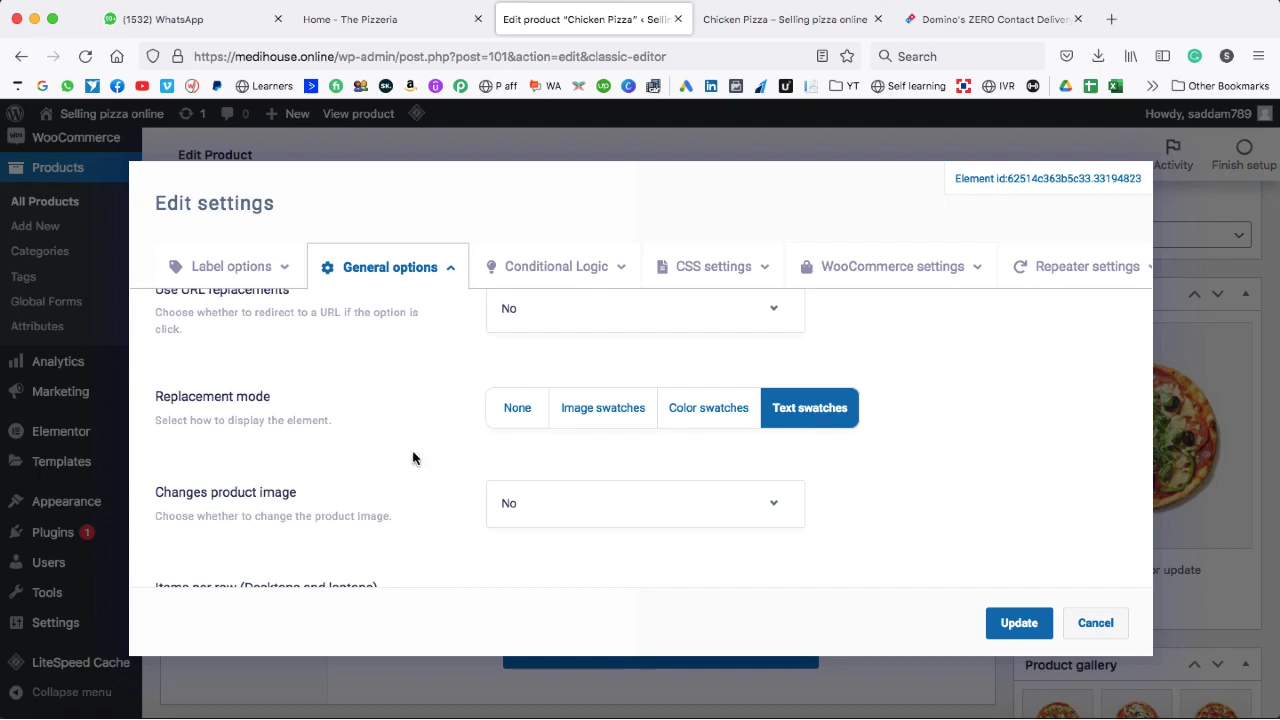 (1532) WhatsApp
Home - The Pizzeria
Edit product “Chicken Pizza” ‹ Sellin
Chicken Pizza – Selling pizza online
Domino's ZERO Contact Delivery
https://medihouse.online/wp-admin/post.php?post=101&action=edit&classic-editor
Search
Learners
P aff
WA
YT
Self learning
IVR
Other Bookmarks
Selling pizza online
1
0
New
View product
Howdy, saddam789
WooCommerce
Edit Product
Activity
Finish setup
Products
Element id:62514c363b5c33.33194823
Edit settings
All Products
Add New
Categories
Tags
Global Forms
Attributes
Label options
General options
Conditional Logic
CSS settings
WooCommerce settings
Repeater settings
Use URL replacements
Choose whether to redirect to a URL if the option is
click.
No
Analytics
Marketing
Replacement mode
Select how to display the element.
None
Image swatches
Color swatches
Text swatches
Elementor
Templates
Changes product image
Choose whether to change the product image.
No
Appearance
Plugins 1
Users
Tools
Settings
or update
Items per row (Desktops and laptops)
Update
Cancel
LiteSpeed Cache
Collapse menu
Product gallery